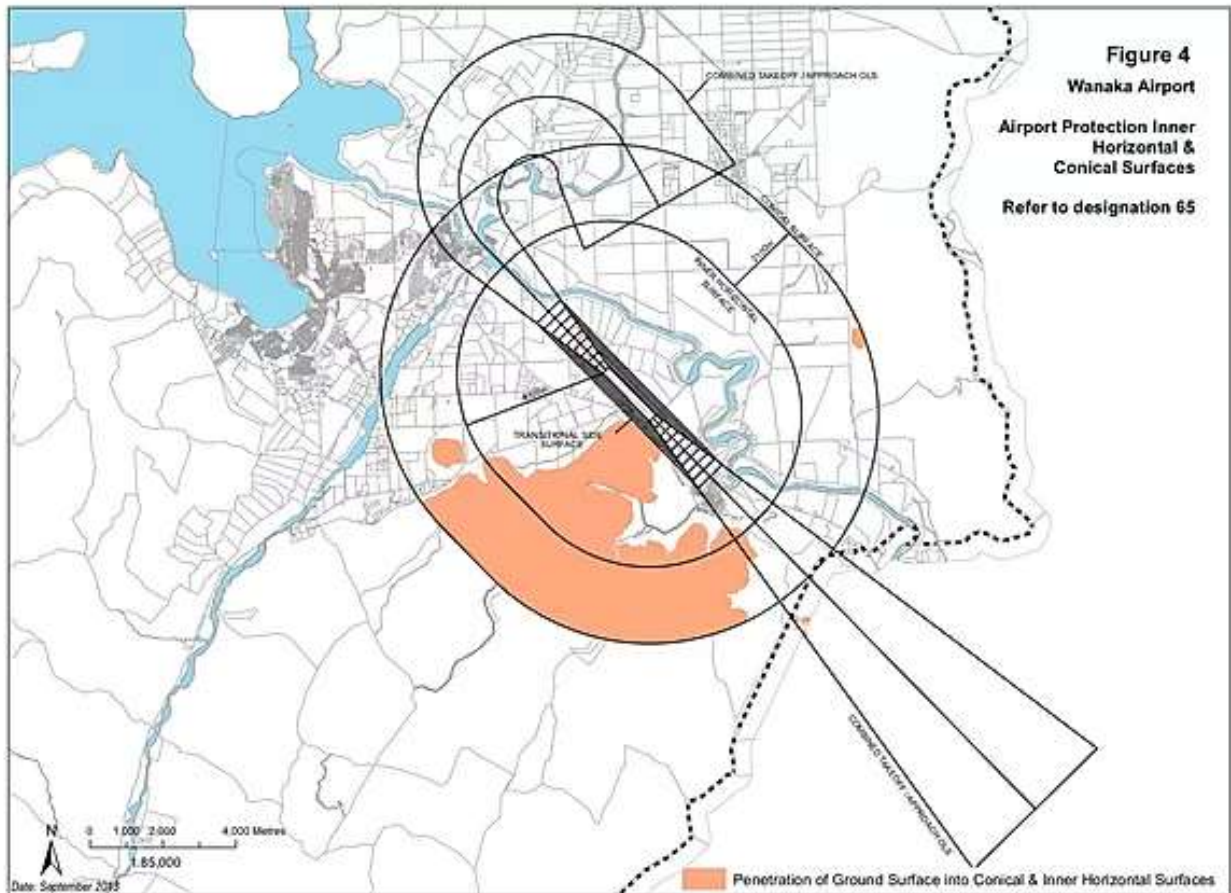 Figure 4
Wanaka Airport
Airport Protection Inner
Horizontal &
Conical Surfaces
Refer to designation 65
COMBINED TAKEOFF / APPROACH OLS
CONICAL SURFACE
INNER HORIZONTAL
SURFACE
TRANSITIONAL SIDE
SURFACE
COMBINED TAKEOFF / APPROACH OLS
N
0 1,000 2,000 4,000 Metres
1:85,000
Date: September 2013
Penetration of Ground Surface into Conical & Inner Horizontal Surfaces